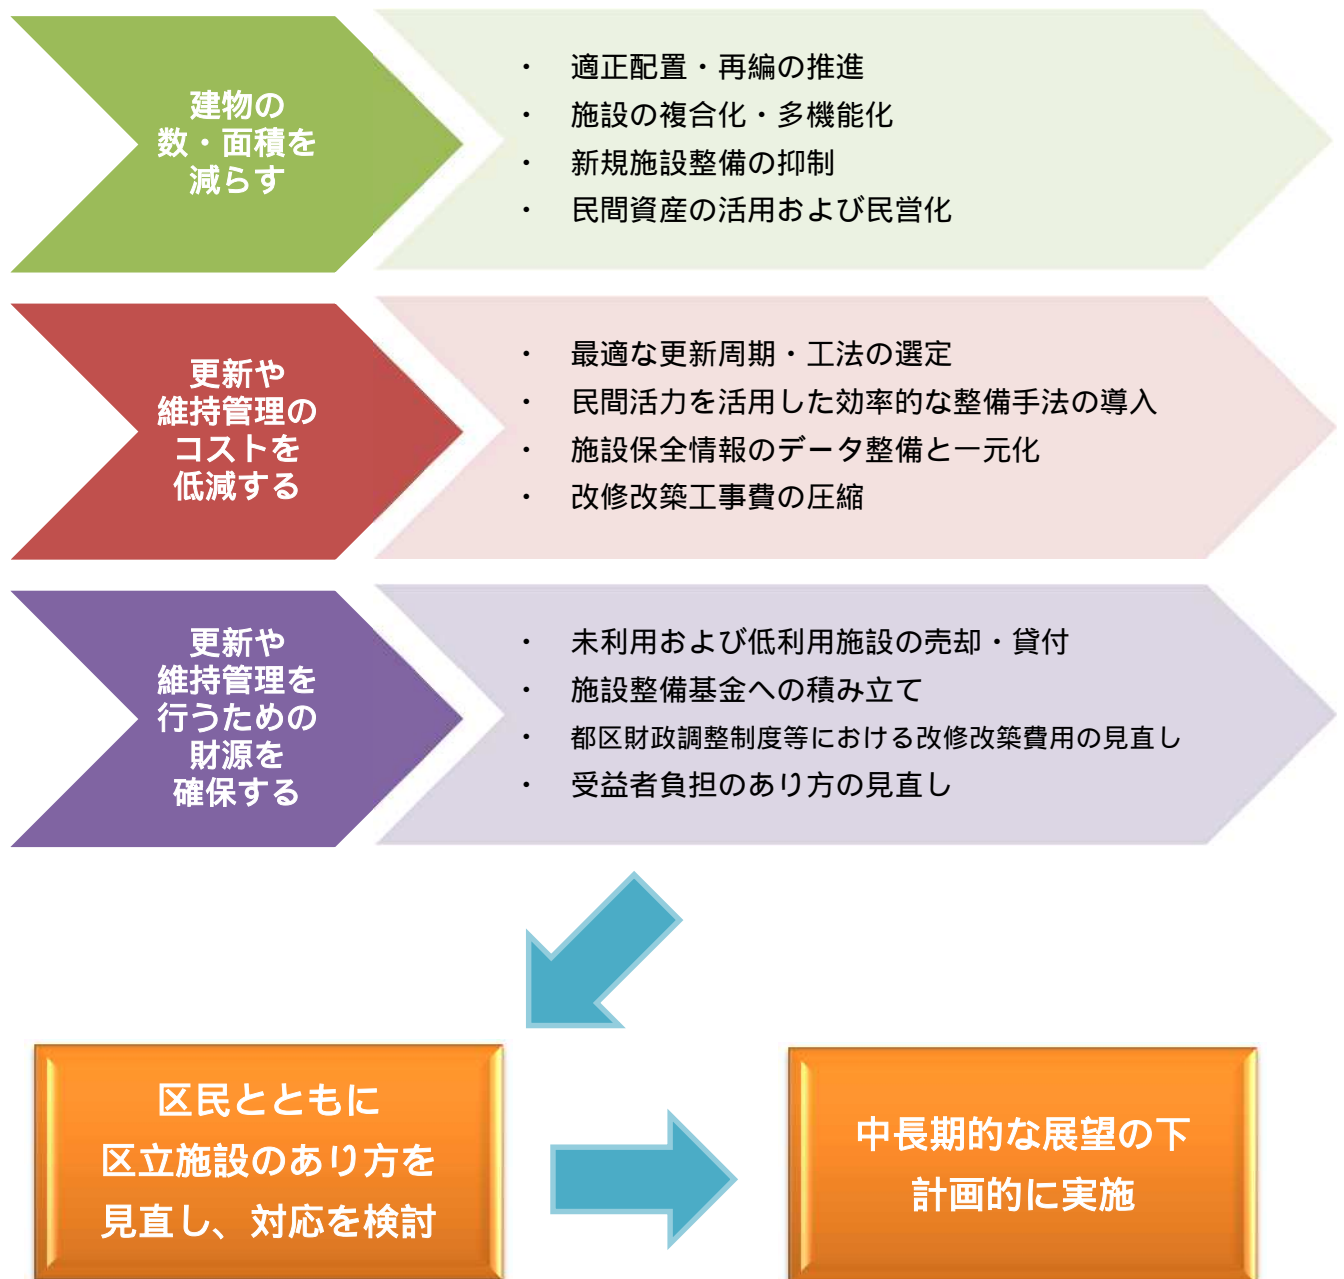 建物の
数・面積を
減らす
・ 適正配置・再編の推進
・ 施設の複合化・多機能化
・ 新規施設整備の抑制
・ 民間資産の活用および民営化
更新や
維持管理の
コストを
低減する
・ 最適な更新周期・工法の選定
・ 民間活力を活用した効率的な整備手法の導入
・ 施設保全情報のデータ整備と一元化
・ 改修改築工事費の圧縮
更新や
維持管理を
行うための
財源を
確保する
・ 未利用および低利用施設の売却・貸付
・ 施設整備基金への積み立て
・ 都区財政調整制度等における改修改築費用の見直し
・ 受益者負担のあり方の見直し
区民とともに
区立施設のあり方を
見直し、対応を検討
中長期的な展望の下
計画的に実施